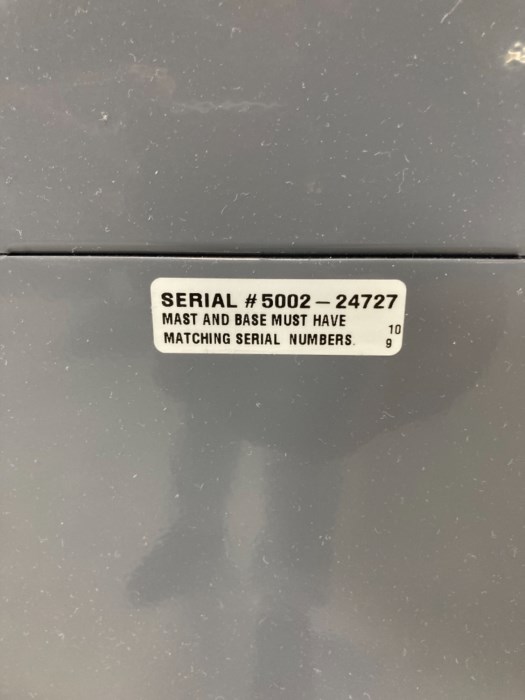 SERIAL #5002-24727
MAST AND BASE MUST HAVE
10
MATCHING SERIAL NUMBERS.
9